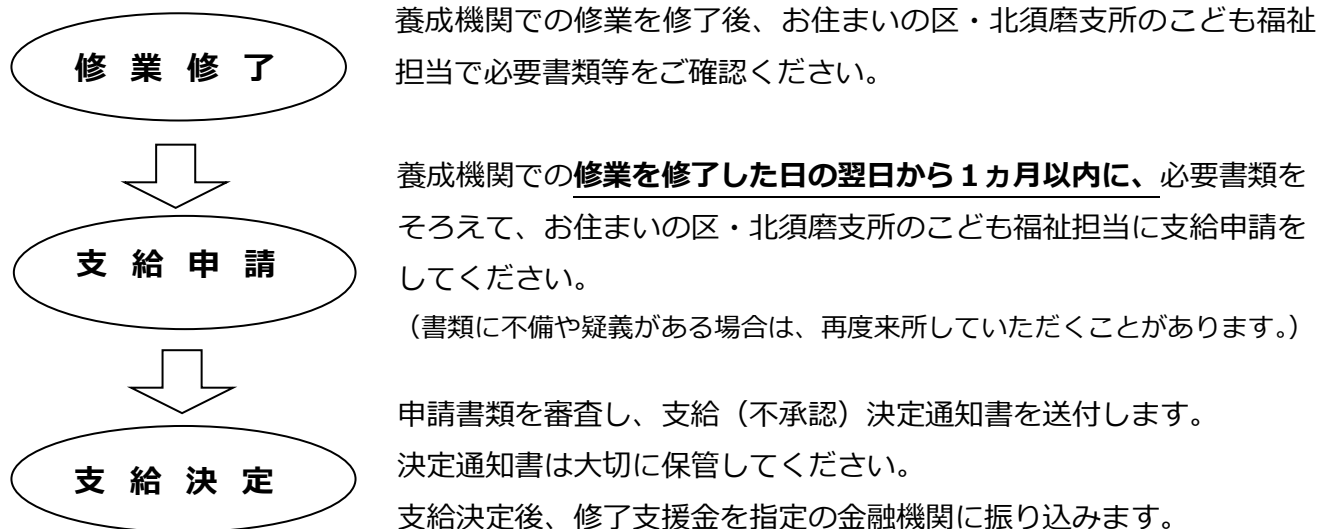 修業修了
養成機関での修業を修了後、お住まいの区・北須磨支所のこども福祉
担当で必要書類等をご確認ください。
支給申請
養成機関での修業を修了した日の翌日から１ヵ月以内に、必要書類を
そろえて、お住まいの区・北須磨支所のこども福祉担当に支給申請を
してください。
（書類に不備や疑義がある場合は、再度来所していただくことがあります。）
支給決定
申請書類を審査し、支給（不承認）決定通知書を送付します。
決定通知書は大切に保管してください。
支給決定後、修了支援金を指定の金融機関に振り込みます。